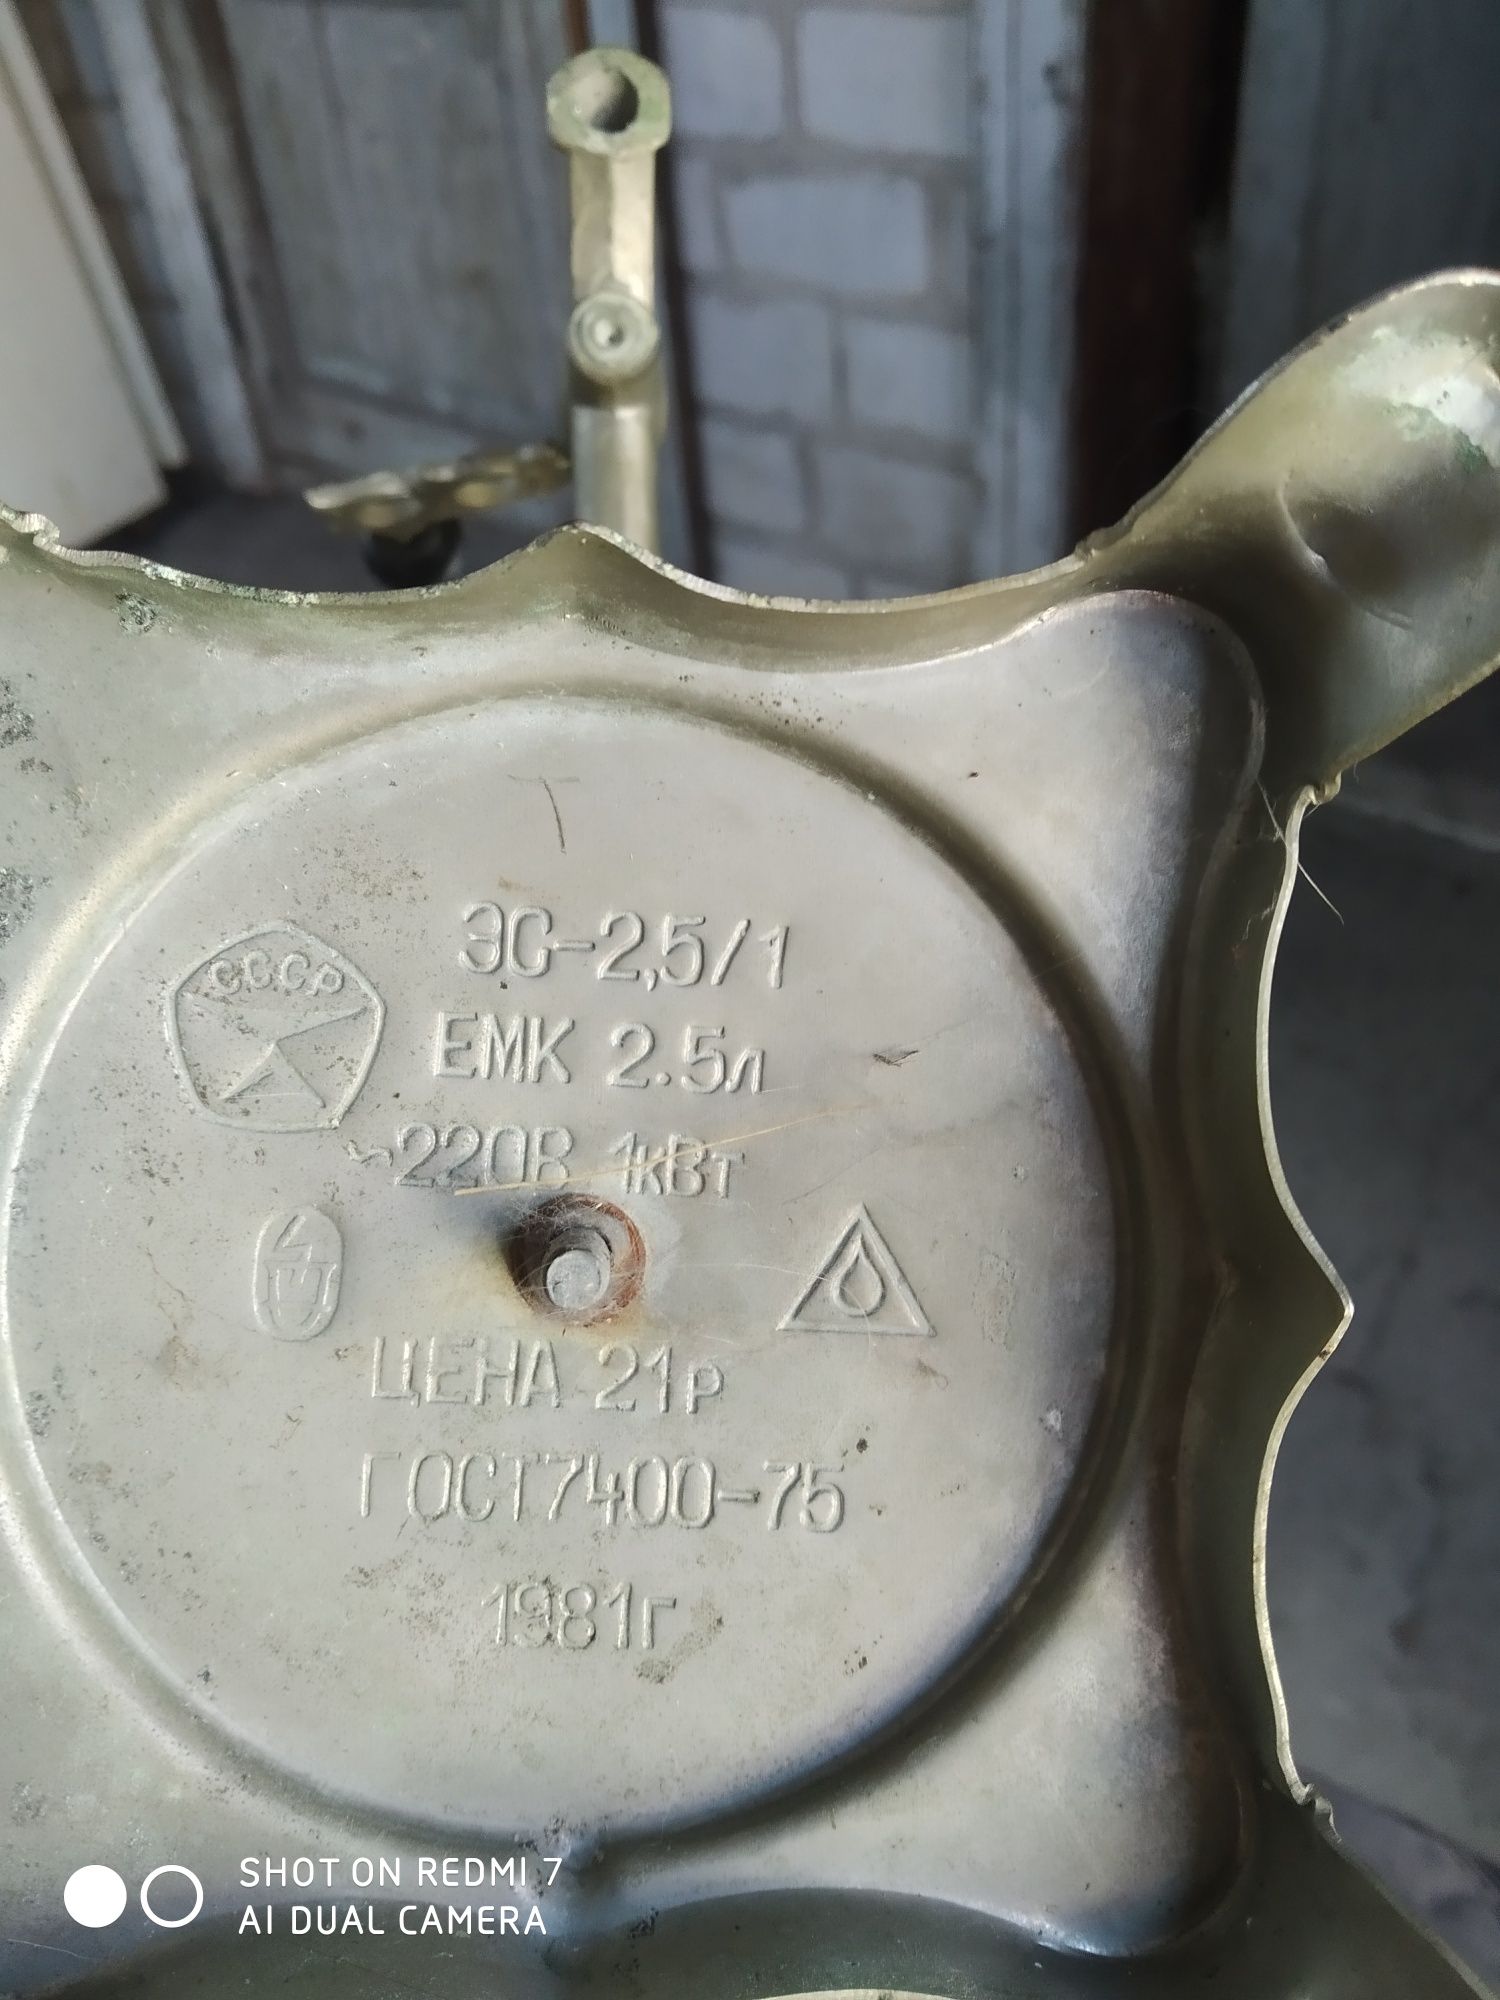 ЭС-2,5/1
СССР
ЕМК 2.5л
~220В 1кВт
ЦЕНА 21р
ГОСТ7400-75
1981г
SHOT ON REDMI 7
AI DUAL CAMERA